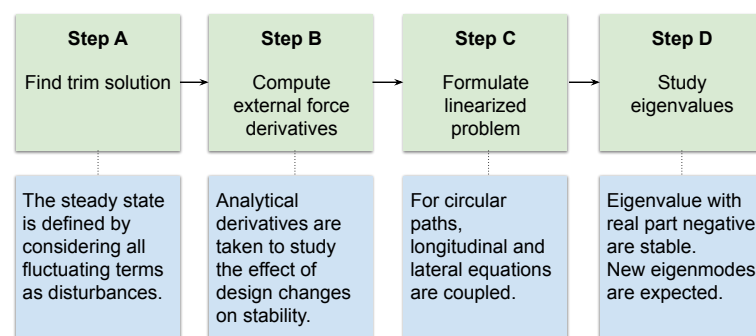 Step A
Find trim solution
Step B
Compute
external force
derivatives
Step C
Formulate
linearized
problem
Step D
Study
eigenvalues
The steady state
is defined by
considering all
fluctuating terms
as disturbances.
Analytical
derivatives are
taken to study
the effect of
design changes
on stability.
For circular
paths,
longitudinal and
lateral equations
are coupled.
Eigenvalue with
real part negative
are stable.
New eigenmodes
are expected.